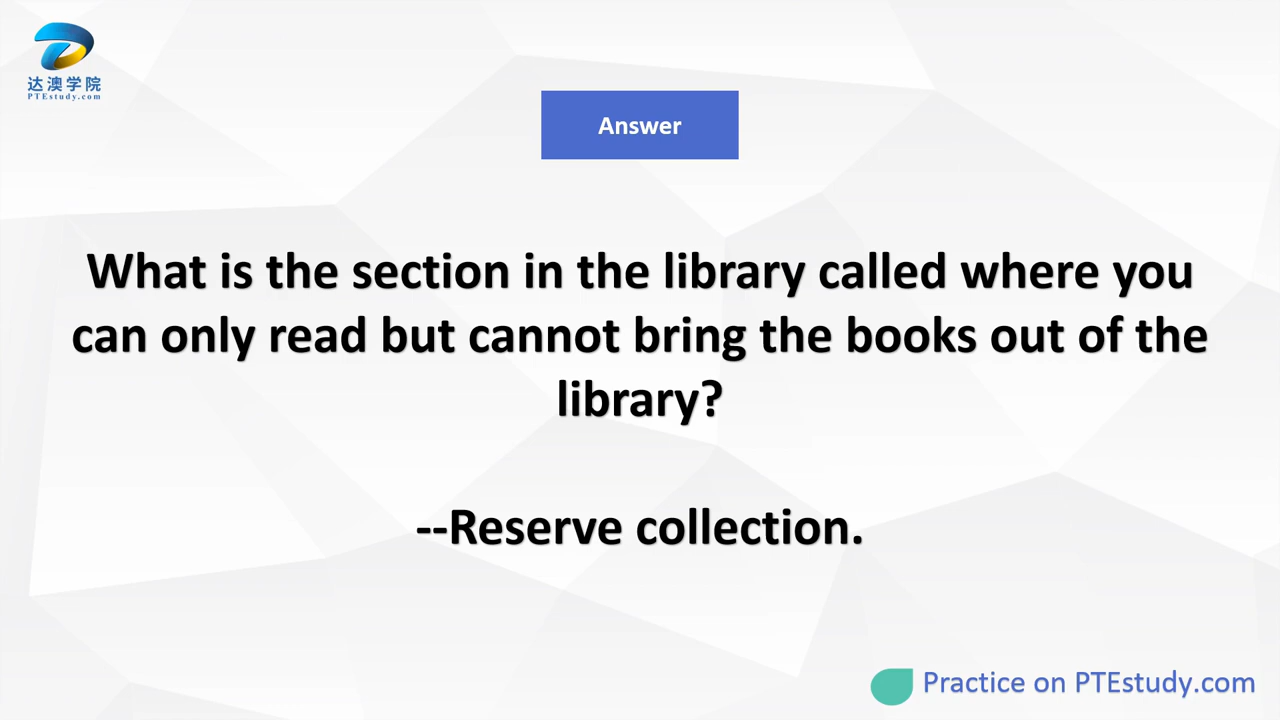 达澳学院
PTEstudy.com
Answer
What is the section in the library called where you
can only read but cannot bring the books out of the
library?
--Reserve collection.
Practice on PTEstudy.com